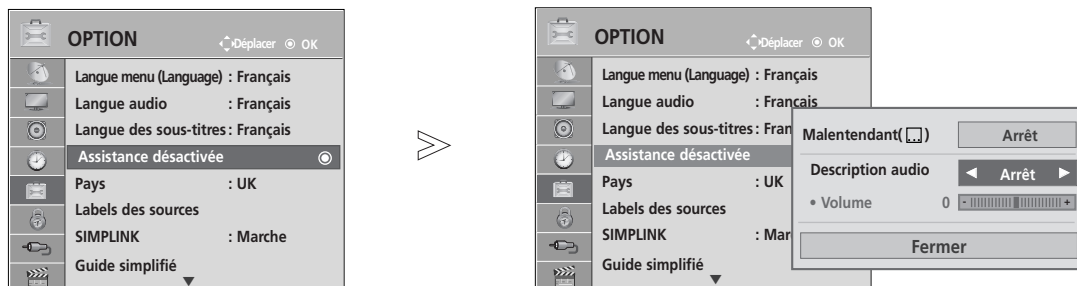 OPTION
Déplacer OK
Langue menu (Language) : Français
Langue audio : Français
Langue des sous-titres : Français
Assistance désactivée
Pays : UK
Labels des sources
SIMPLINK : Marche
Guide simplifié
OPTION
Déplacer OK
Langue menu (Language) : Français
Langue audio : Français
Langue des sous-titres : Fran
Assistance désactivée
Pays : UK
Labels des sources
SIMPLINK : Mar
Guide simplifié
Malentendant( ) Arrêt
Description audio ◀ Arrêt ▶
• Volume 0 - +
Fermer